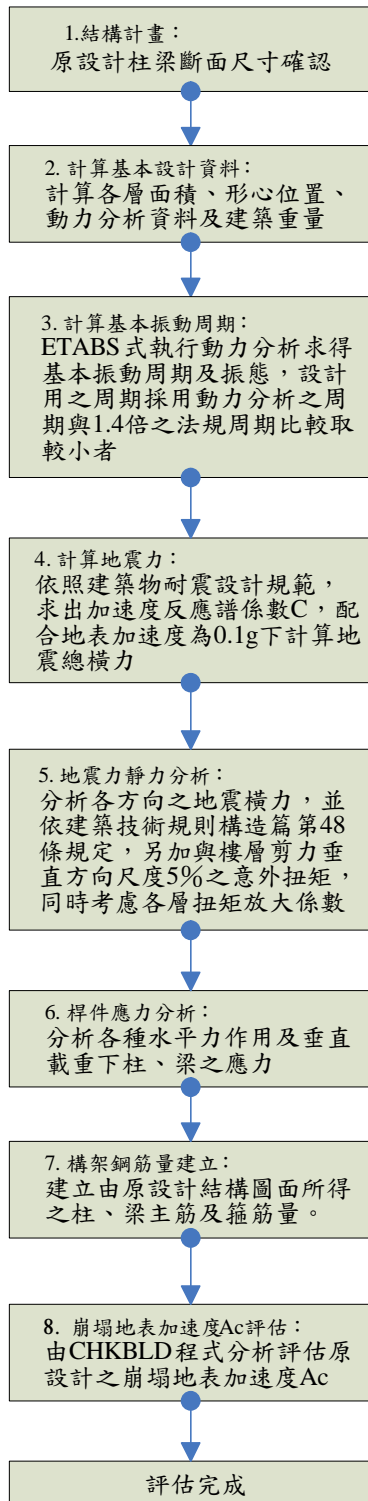 1.結構計畫：
原設計柱梁斷面尺寸確認
2. 計算基本設計資料：
計算各層面積、形心位置、
動力分析資料及建築重量
3. 計算基本振動周期：
ETABS式執行動力分析求得
基本振動周期及振態，設計
用之周期採用動力分析之周
期與1.4倍之法規周期比較取
較小者
4. 計算地震力：
依照建築物耐震設計規範，
求出加速度反應譜係數C，配
合地表加速度為0.1g下計算地
震總橫力
5. 地震力靜力分析：
分析各方向之地震橫力，並
依建築技術規則構造篇第48
條規定，另加與樓層剪力垂
直方向尺度5%之意外扭矩，
同時考慮各層扭矩放大係數
6. 桿件應力分析：
分析各種水平力作用及垂直
載重下柱、梁之應力
7. 構架鋼筋量建立：
建立由原設計結構圖面所得
之柱、梁主筋及箍筋量。
8. 崩塌地表加速度Ac評估：
由CHKBLD程式分析評估原
設計之崩塌地表加速度Ac
評估完成